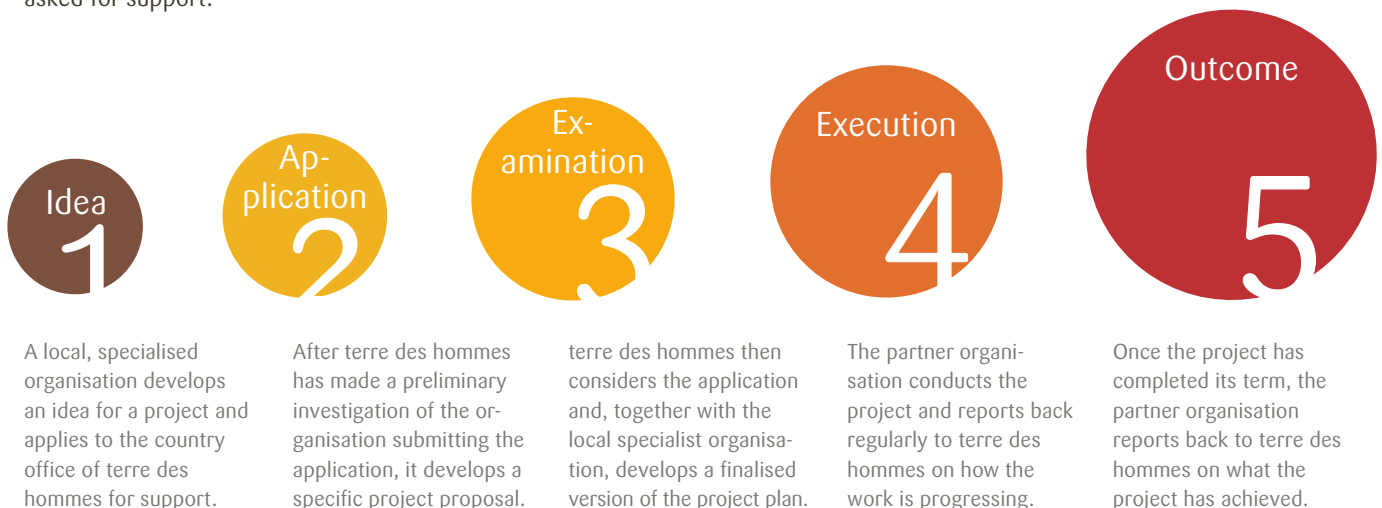 asked for support.
Idea
1
Ap-
plication
2
Ex-
amination
3
Execution
4
Outcome
5
A local, specialised
organisation develops
an idea for a project and
applies to the country
office of terre des
hommes for support.
After terre des hommes
has made a preliminary
investigation of the or-
ganisation submitting the
application, it develops a
specific project proposal.
terre des hommes then
considers the application
and, together with the
local specialist organisa-
tion, develops a finalised
version of the project plan.
The partner organi-
sation conducts the
project and reports back
regularly to terre des
hommes on how the
work is progressing.
Once the project has
completed its term, the
partner organisation
reports back to terre des
hommes on what the
project has achieved.